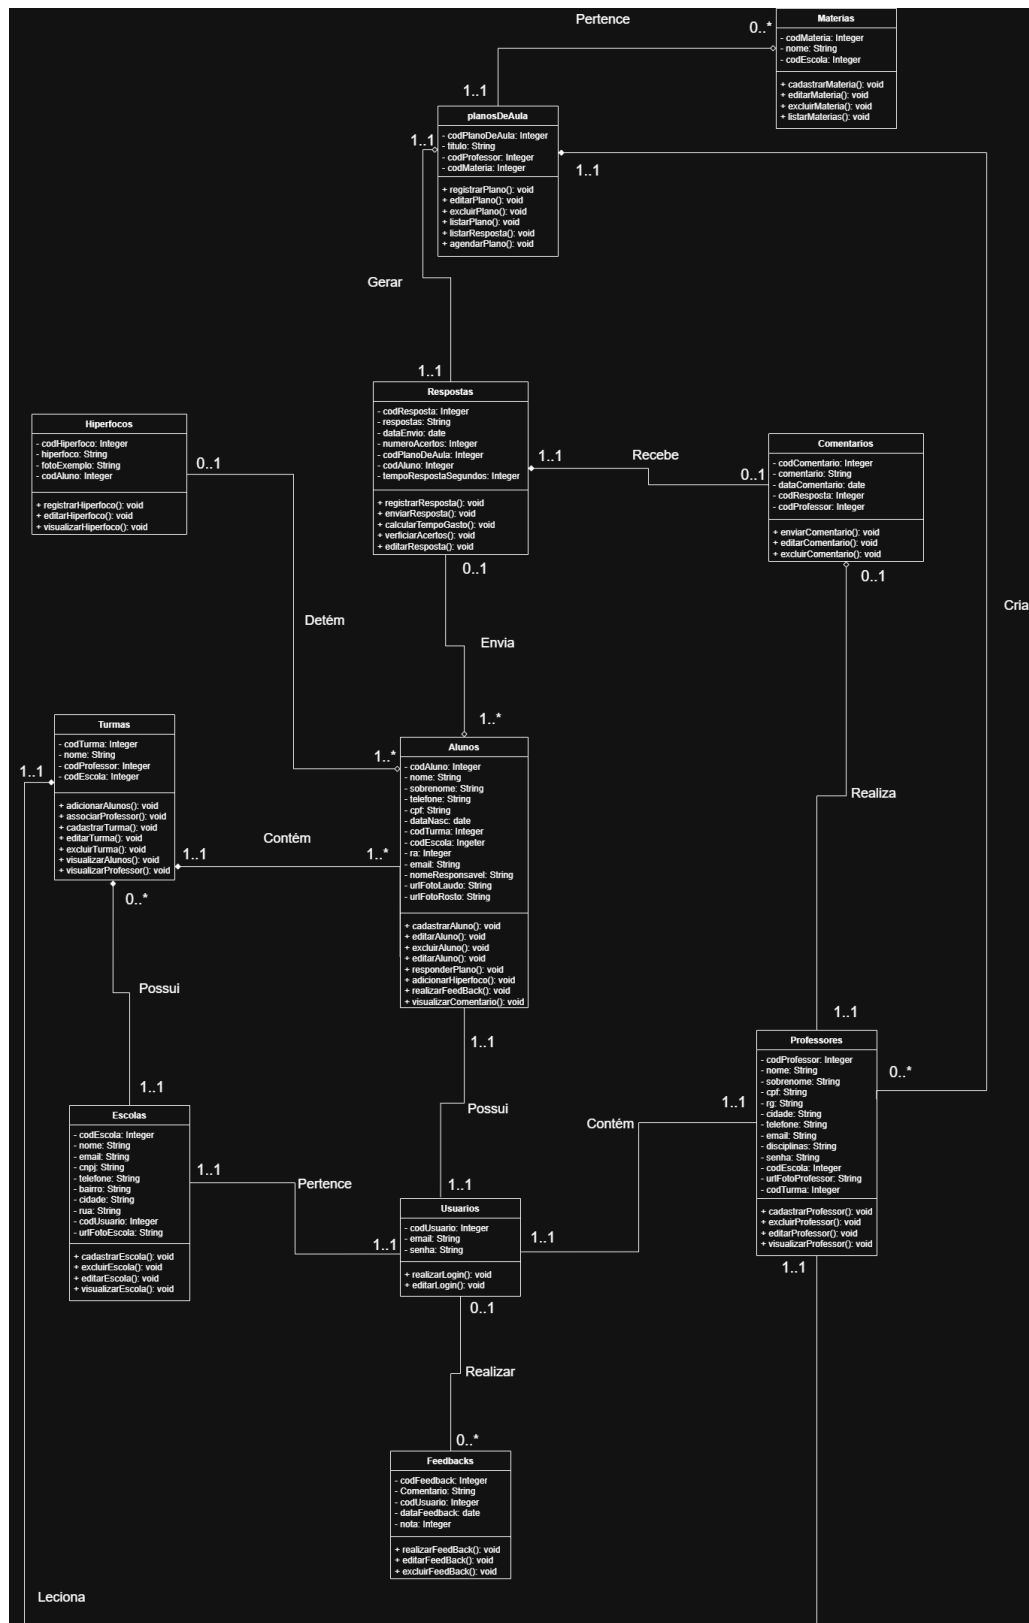 Pertence
0..*
1..1
Materias
- codMateria: Integer
- nome: String
- codEscola: Integer
+ cadastrarMateria(): void
+ editarMateria(): void
+ excluirMateria(): void
+ listarMaterias(): void
planosDeAula
- codPlanoDeAula: Integer
- titulo: String
- codProfessor: Integer
- codMateria: Integer
+ registrarPlano(): void
+ editarPlano(): void
+ excluirPlano(): void
+ listarPlano(): void
+ listarResposta(): void
+ agendarPlano(): void
1..1
1..1
Gerar
1..1
Respostas
- codResposta: Integer
- respostas: String
- dataEnvio: date
- numeroAcertos: Integer
- codPlanoDeAula: Integer
- codAluno: Integer
- tempoRespostaSegundos: Integer
+ registrarResposta(): void
+ enviarResposta(): void
+ calcularTempoGasto(): void
+ verficiarAcertos(): void
+ editarResposta(): void
Hiperfocos
- codHiperfoco: Integer
- hiperfoco: String
- fotoExemplo: String
- codAluno: Integer
+ registrarHiperfoco(): void
+ editarHiperfoco(): void
+ visualizarHiperfoco(): void
0..1
1..1
Recebe
0..1
Comentarios
- codComentario: Integer
- comentario: String
- dataComentario: date
- codResposta: Integer
- codProfessor: Integer
+ enviarComentario(): void
+ editarComentario(): void
+ excluirComentario(): void
0..1
0..1
Cria
Detém
Envia
1..*
Turmas
- codTurma: Integer
- nome: String
- codProfessor: Integer
- codEscola: Integer
+ adicionarAlunos(): void
+ associarProfessor(): void
+ cadastrarTurma(): void
+ editarTurma(): void
+ excluirTurma(): void
+ visualizarAlunos(): void
+ visualizarProfessor(): void
1..1
1..*
Alunos
- codAluno: Integer
- nome: String
- sobrenome: String
- telefone: String
- cpf: String
- dataNasc: date
- codTurma: Integer
- codEscola: Ingeter
- ra: Integer
- email: String
- nomeResponsavel: String
- urlFotoLaudo: String
- urlFotoRosto: String
+ cadastrarAluno(): void
+ editarAluno(): void
+ excluirAluno(): void
+ editarAluno(): void
+ responderPlano(): void
+ adicionarHiperfoco(): void
+ realizarFeedBack(): void
+ visualizarComentario(): void
Realiza
Contém
1..1
1..*
0..*
Possui
1..1
1..1
1..1
Professores
- codProfessor: Integer
- nome: String
- sobrenome: String
- cpf: String
- rg: String
- cidade: String
- telefone: String
- email: String
- disciplinas: String
- senha: String
- codEscola: Integer
- urlFotoProfessor: String
- codTurma: Integer
+ cadastrarProfessor(): void
+ excluirProfessor(): void
+ editarProfessor(): void
+ visualizarProfessor(): void
0..*
1..1
Escolas
- codEscola: Integer
- nome: String
- email: String
- cnpj: String
- telefone: String
- bairro: String
- cidade: String
- rua: String
- codUsuario: Integer
- urlFotoEscola: String
+ cadastrarEscola(): void
+ excluirEscola(): void
+ editarEscola(): void
+ visualizarEscola(): void
Possui
Contém
1..1
Pertence
1..1
1..1
Usuarios
- codUsuario: Integer
- email: String
- senha: String
+ realizarLogin(): void
+ editarLogin(): void
1..1
1..1
0..1
Realizar
0..*
Feedbacks
- codFeedback: Integer
- Comentario: String
- codUsuario: Integer
- dataFeedback: date
- nota: Integer
+ realizarFeedBack(): void
+ editarFeedBack(): void
+ excluirFeedBack(): void
Leciona